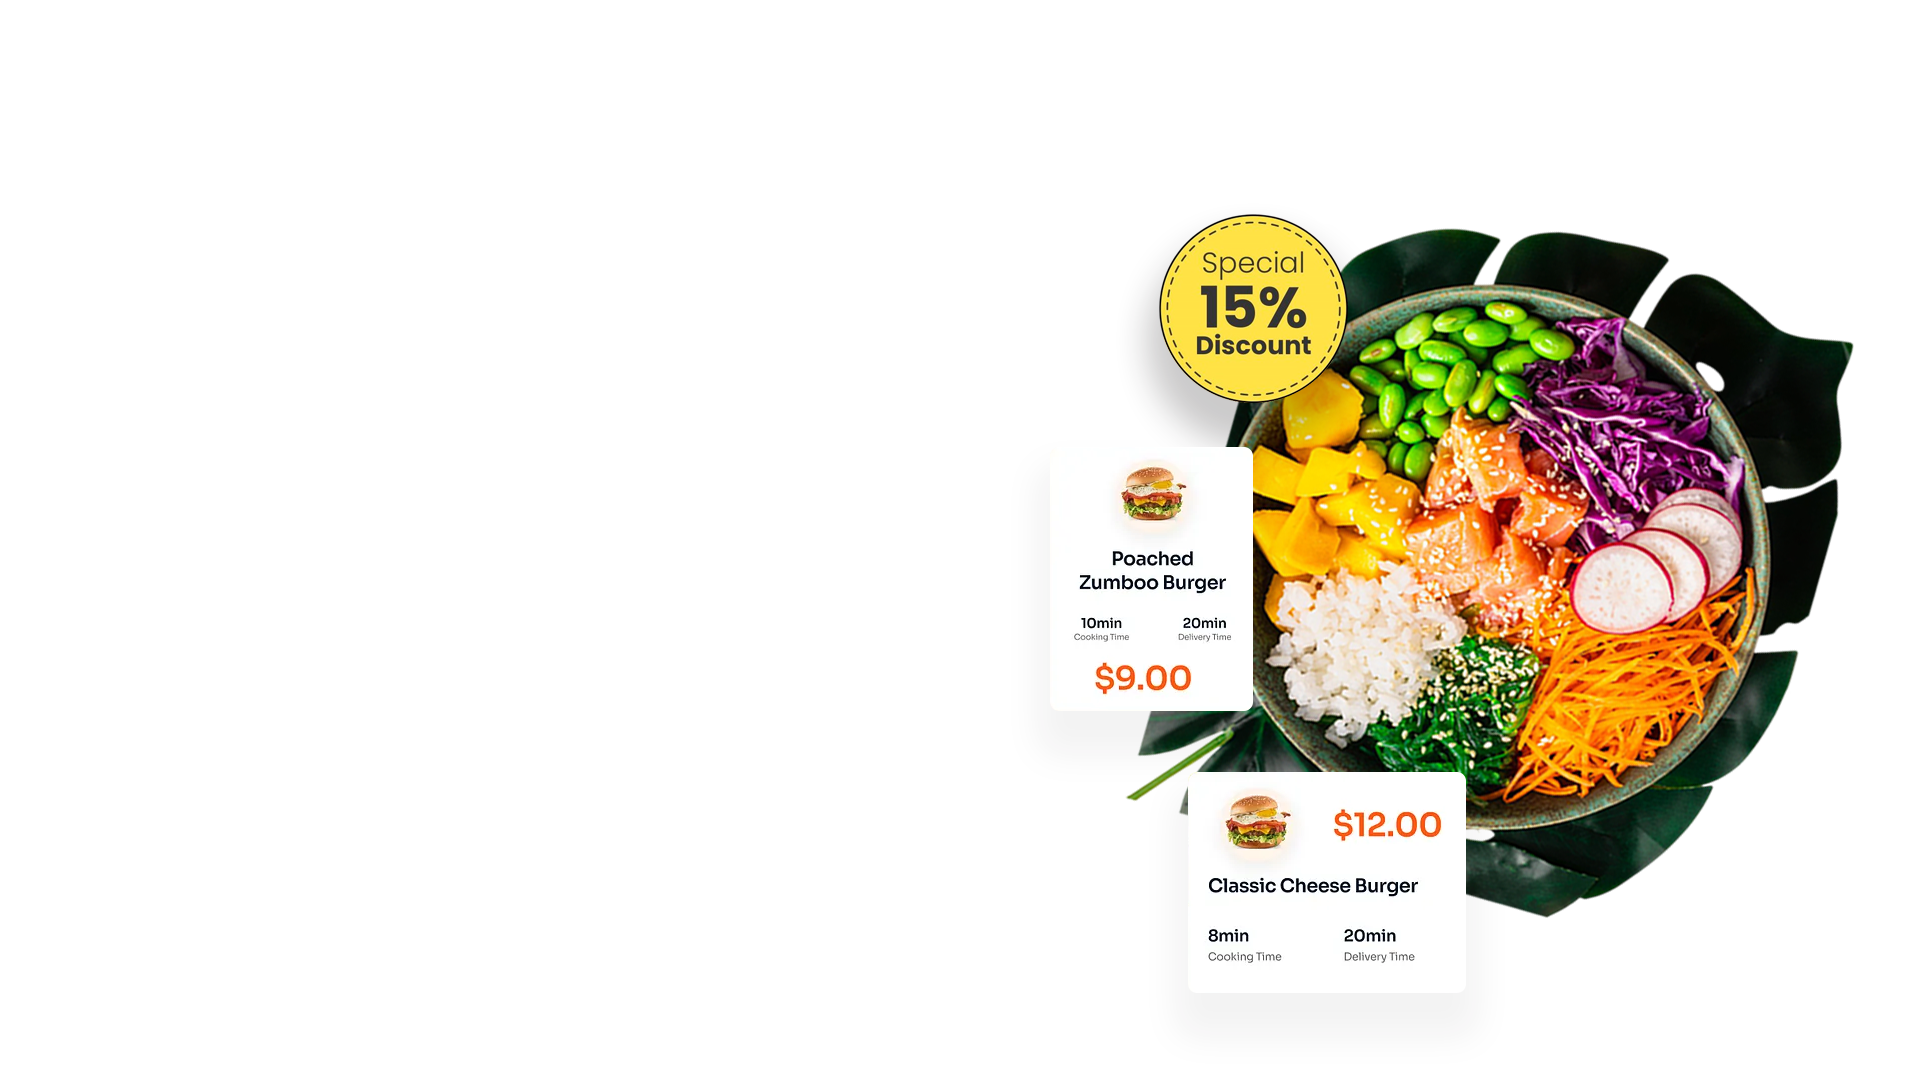 Special
15%
Discount
Poached
Zumboo Burger
10min
20min
Cooking Time
Delivery Time
$9.00
$12.00
Classic Cheese Burger
8min
20min
Cooking Time
Delivery Time